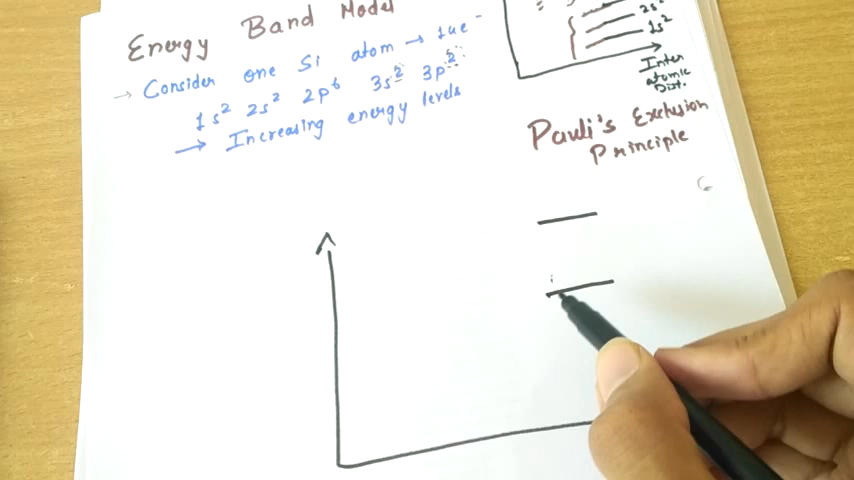 Energy Band Model
→ Consider one Si atom → 14e⁻
1s² 2s² 2p⁶ 3s² 3p²
→ Increasing energy levels
2s²
1s²
Inter
atomic
Dist.
Pauli's Exclusion
Principle